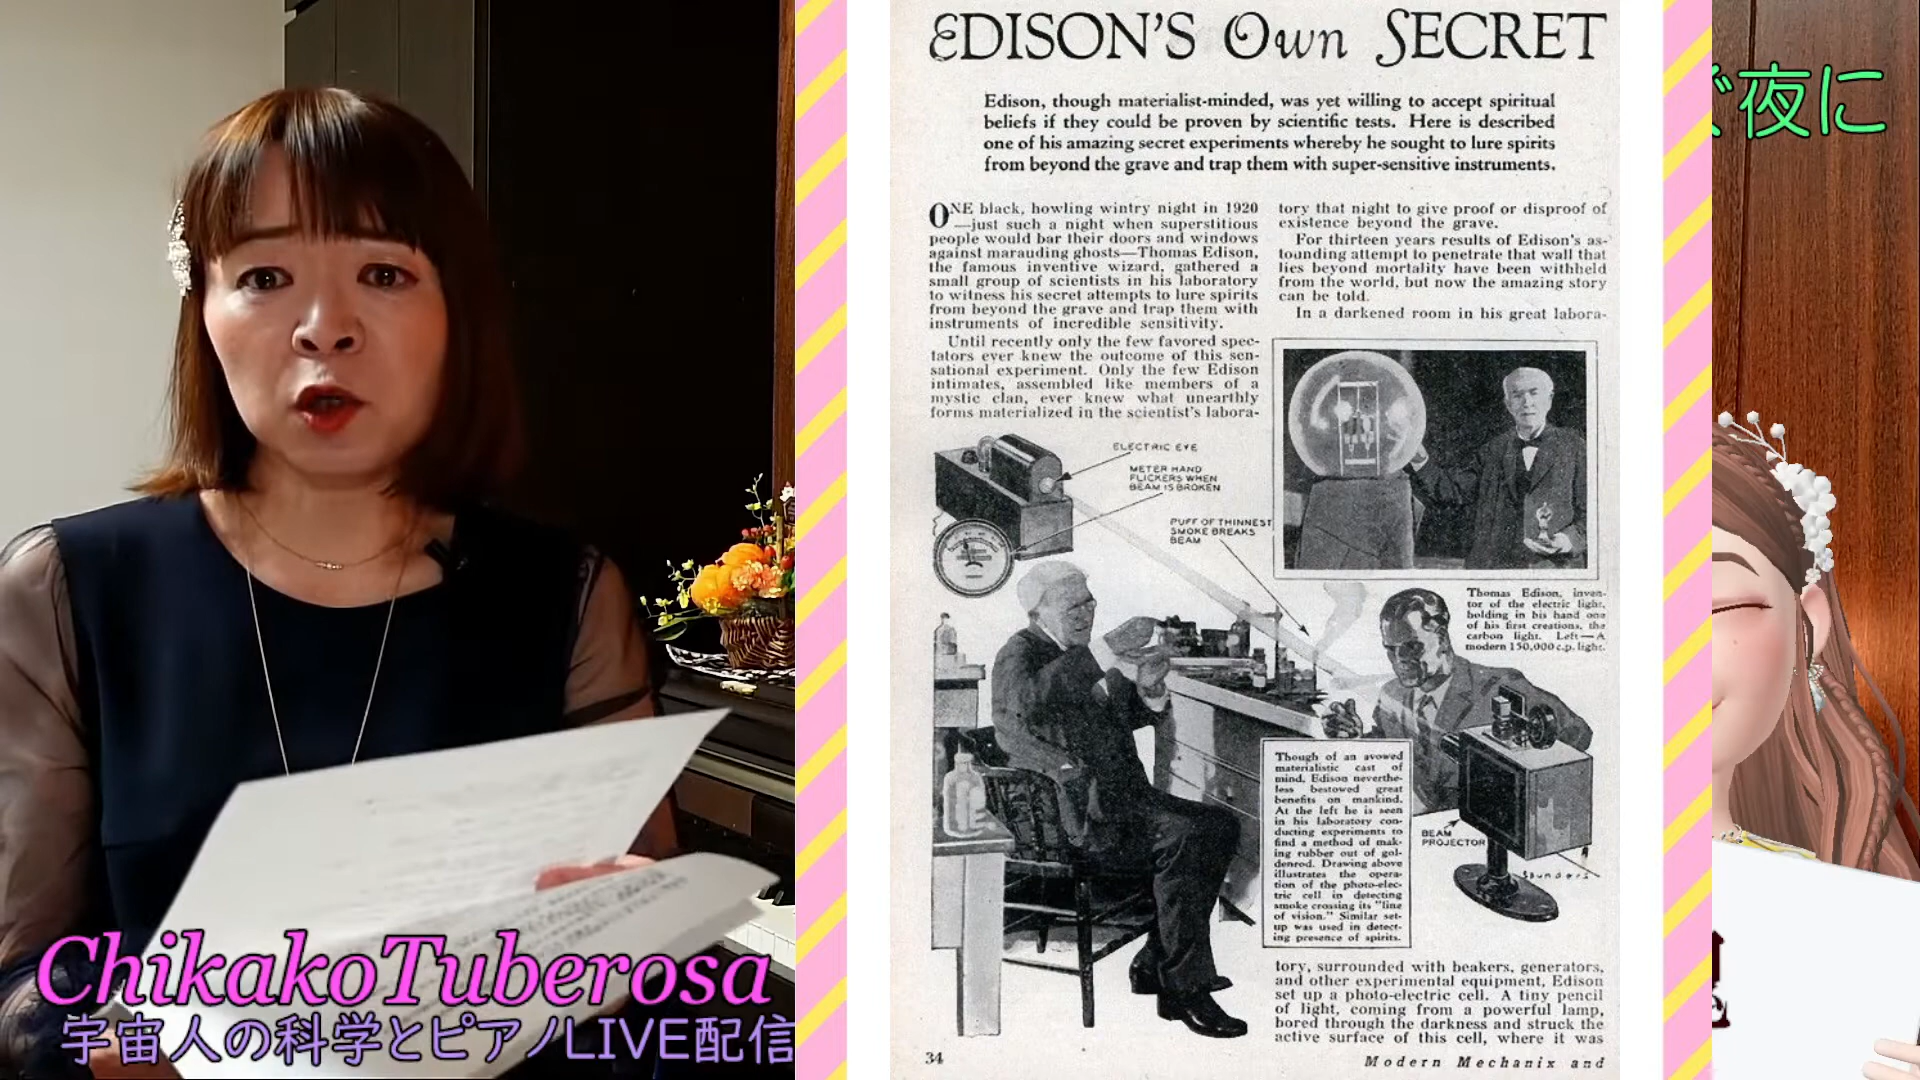 EDISON'S Own SECRET
Edison, though materialist-minded, was yet willing to accept spiritual
beliefs if they could be proven by scientific tests. Here is described
one of his amazing secret experiments whereby he sought to lure spirits
from beyond the grave and trap them with super-sensitive instruments.
ONE black, howling wintry night in 1920
—just such a night when superstitious
people would bar their doors and windows
against marauding ghosts—Thomas Edison,
the famous inventive wizard, gathered a
small group of scientists in his laboratory
to witness his secret attempts to lure spirits
from beyond the grave and trap them with
instruments of incredible sensitivity.
Until recently only the few favored spec-
tators ever knew the outcome of this sen-
sational experiment. Only the few Edison
intimates, assembled like members of a
mystic clan, ever knew what unearthly
forms materialized in the scientist's labora-
tory that night to give proof or disproof of
existence beyond the grave.
For thirteen years results of Edison's as-
tounding attempt to penetrate that wall that
lies beyond mortality have been withheld
from the world, but now the amazing story
can be told.
In a darkened room in his great labora-
ELECTRIC EYE
METER HAND
FLICKERS WHEN
BEAM IS BROKEN
PUFF OF THINNEST
SMOKE BREAKS
BEAM
Thomas Edison, inven-
tor of the electric light,
holding in his hand one
of his first creations, the
carbon light. Left—A
modern 150,000 c.p. light.
Though of an avowed
materialistic cast of
mind, Edison neverthe-
less bestowed great
benefits on mankind.
At the left he is seen
in his laboratory con-
ducting experiments to
find a method of mak-
ing rubber out of gol-
denrod. Drawing above
illustrates the opera-
tion of the photo-elec-
tric cell in detecting
smoke crossing its "line
of vision." Similar set-
up was used in detect-
ing presence of spirits.
BEAM
PROJECTOR
Saunders
tory, surrounded with beakers, generators,
and other experimental equipment, Edison
set up a photo-electric cell. A tiny pencil
of light, coming from a powerful lamp,
bored through the darkness and struck the
active surface of this cell, where it was
34
Modern Mechanix and
ChikakoTuberosa
宇宙人の科学とピアノLIVE配信
で夜に